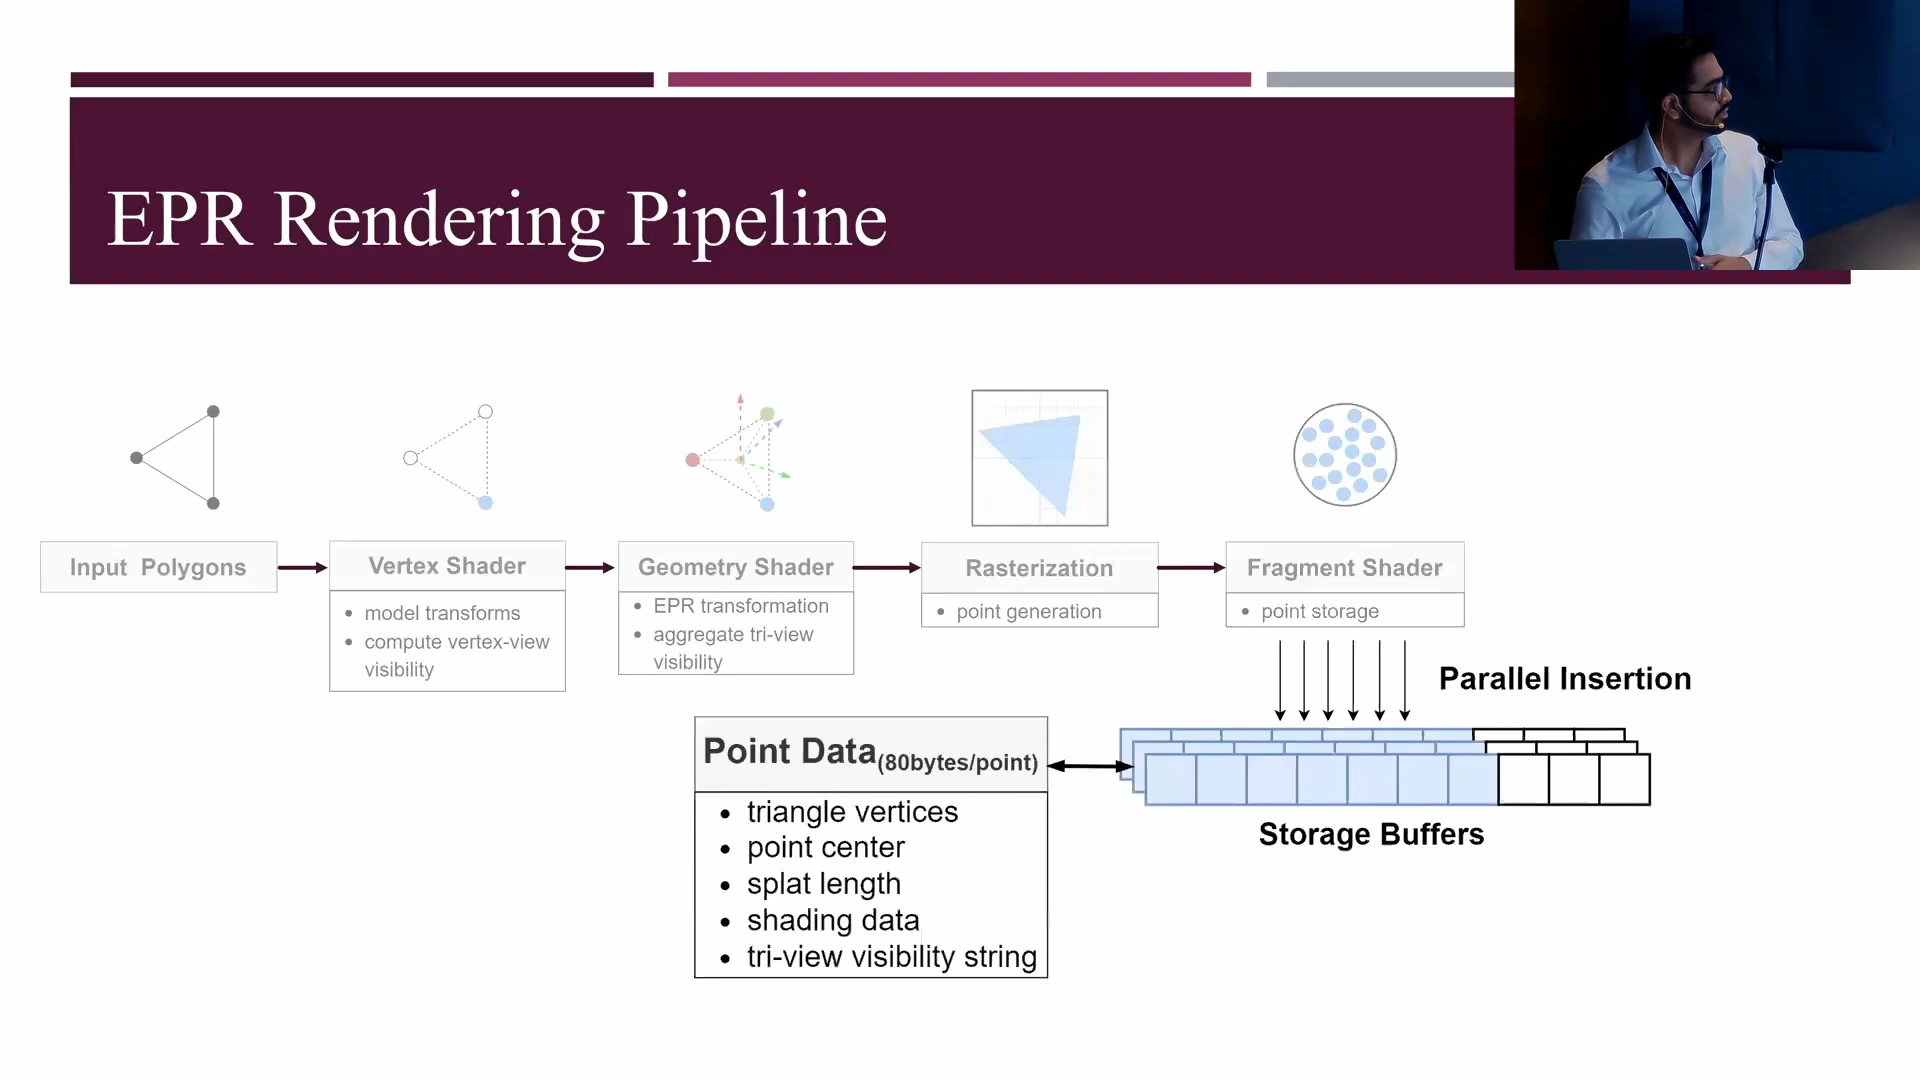 EPR Rendering Pipeline
Input Polygons
Vertex Shader
model transforms
compute vertex-view
visibility
Geometry Shader
EPR transformation
aggregate tri-view
visibility
Rasterization
point generation
Fragment Shader
point storage
Parallel Insertion
Point Data(80bytes/point)
triangle vertices
point center
splat length
shading data
tri-view visibility string
Storage Buffers